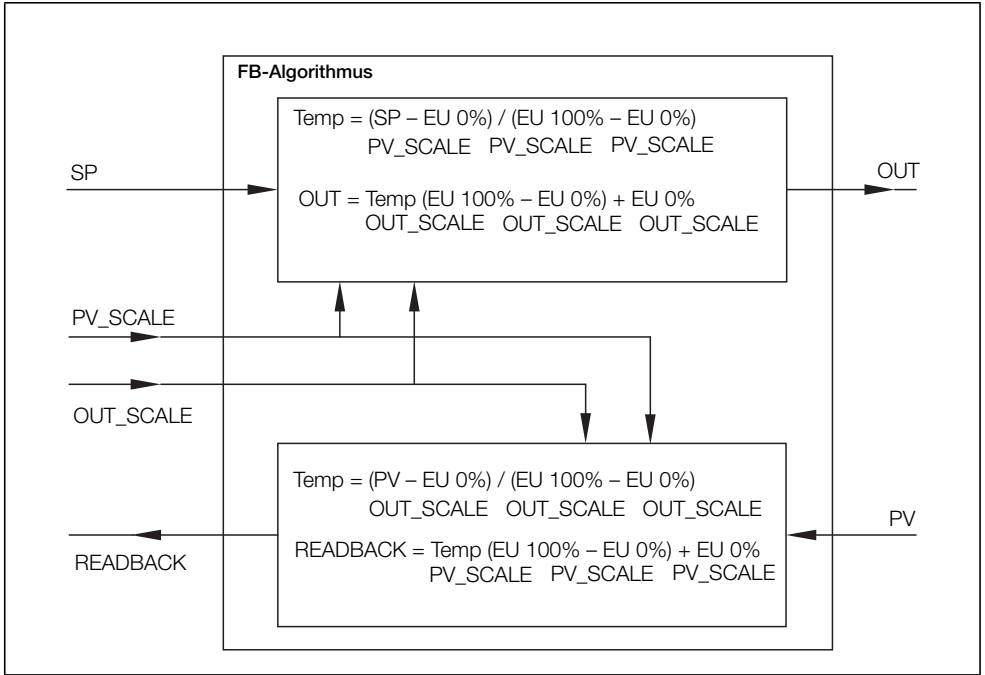 FB-Algorithmus
Temp = (SP – EU 0%) / (EU 100% – EU 0%)
PV_SCALE PV_SCALE PV_SCALE
SP
OUT
OUT = Temp (EU 100% – EU 0%) + EU 0%
OUT_SCALE OUT_SCALE OUT_SCALE
PV_SCALE
OUT_SCALE
Temp = (PV – EU 0%) / (EU 100% – EU 0%)
OUT_SCALE OUT_SCALE OUT_SCALE
PV
READBACK = Temp (EU 100% – EU 0%) + EU 0%
READBACK
PV_SCALE PV_SCALE PV_SCALE